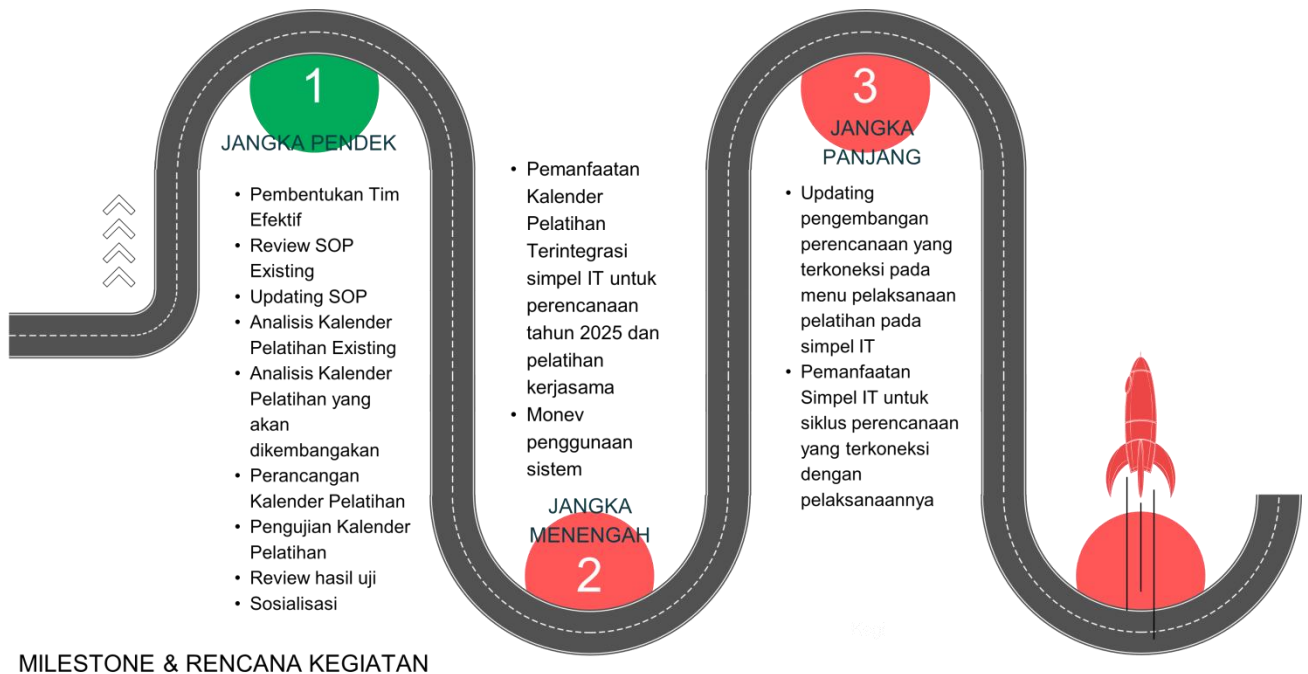 1
JANGKA PENDEK
• Pembentukan Tim
Efektif
• Review SOP
Existing
• Updating SOP
• Analisis Kalender
Pelatihan Existing
• Analisis Kalender
Pelatihan yang
akan
dikembangakan
• Perancangan
Kalender Pelatihan
• Pengujian Kalender
Pelatihan
• Review hasil uji
• Sosialisasi
• Pemanfaatan
Kalender
Pelatihan
Terintegrasi
simpel IT untuk
perencanaan
tahun 2025 dan
pelatihan
kerjasama
• Monev
penggunaan
sistem
JANGKA
MENENGAH
2
3
JANGKA
PANJANG
• Updating
pengembangan
perencanaan yang
terkoneksi pada
menu pelaksanaan
pelatihan pada
simpel IT
• Pemanfaatan
Simpel IT untuk
siklus perencanaan
yang terkoneksi
dengan
pelaksanaannya
MILESTONE & RENCANA KEGIATAN